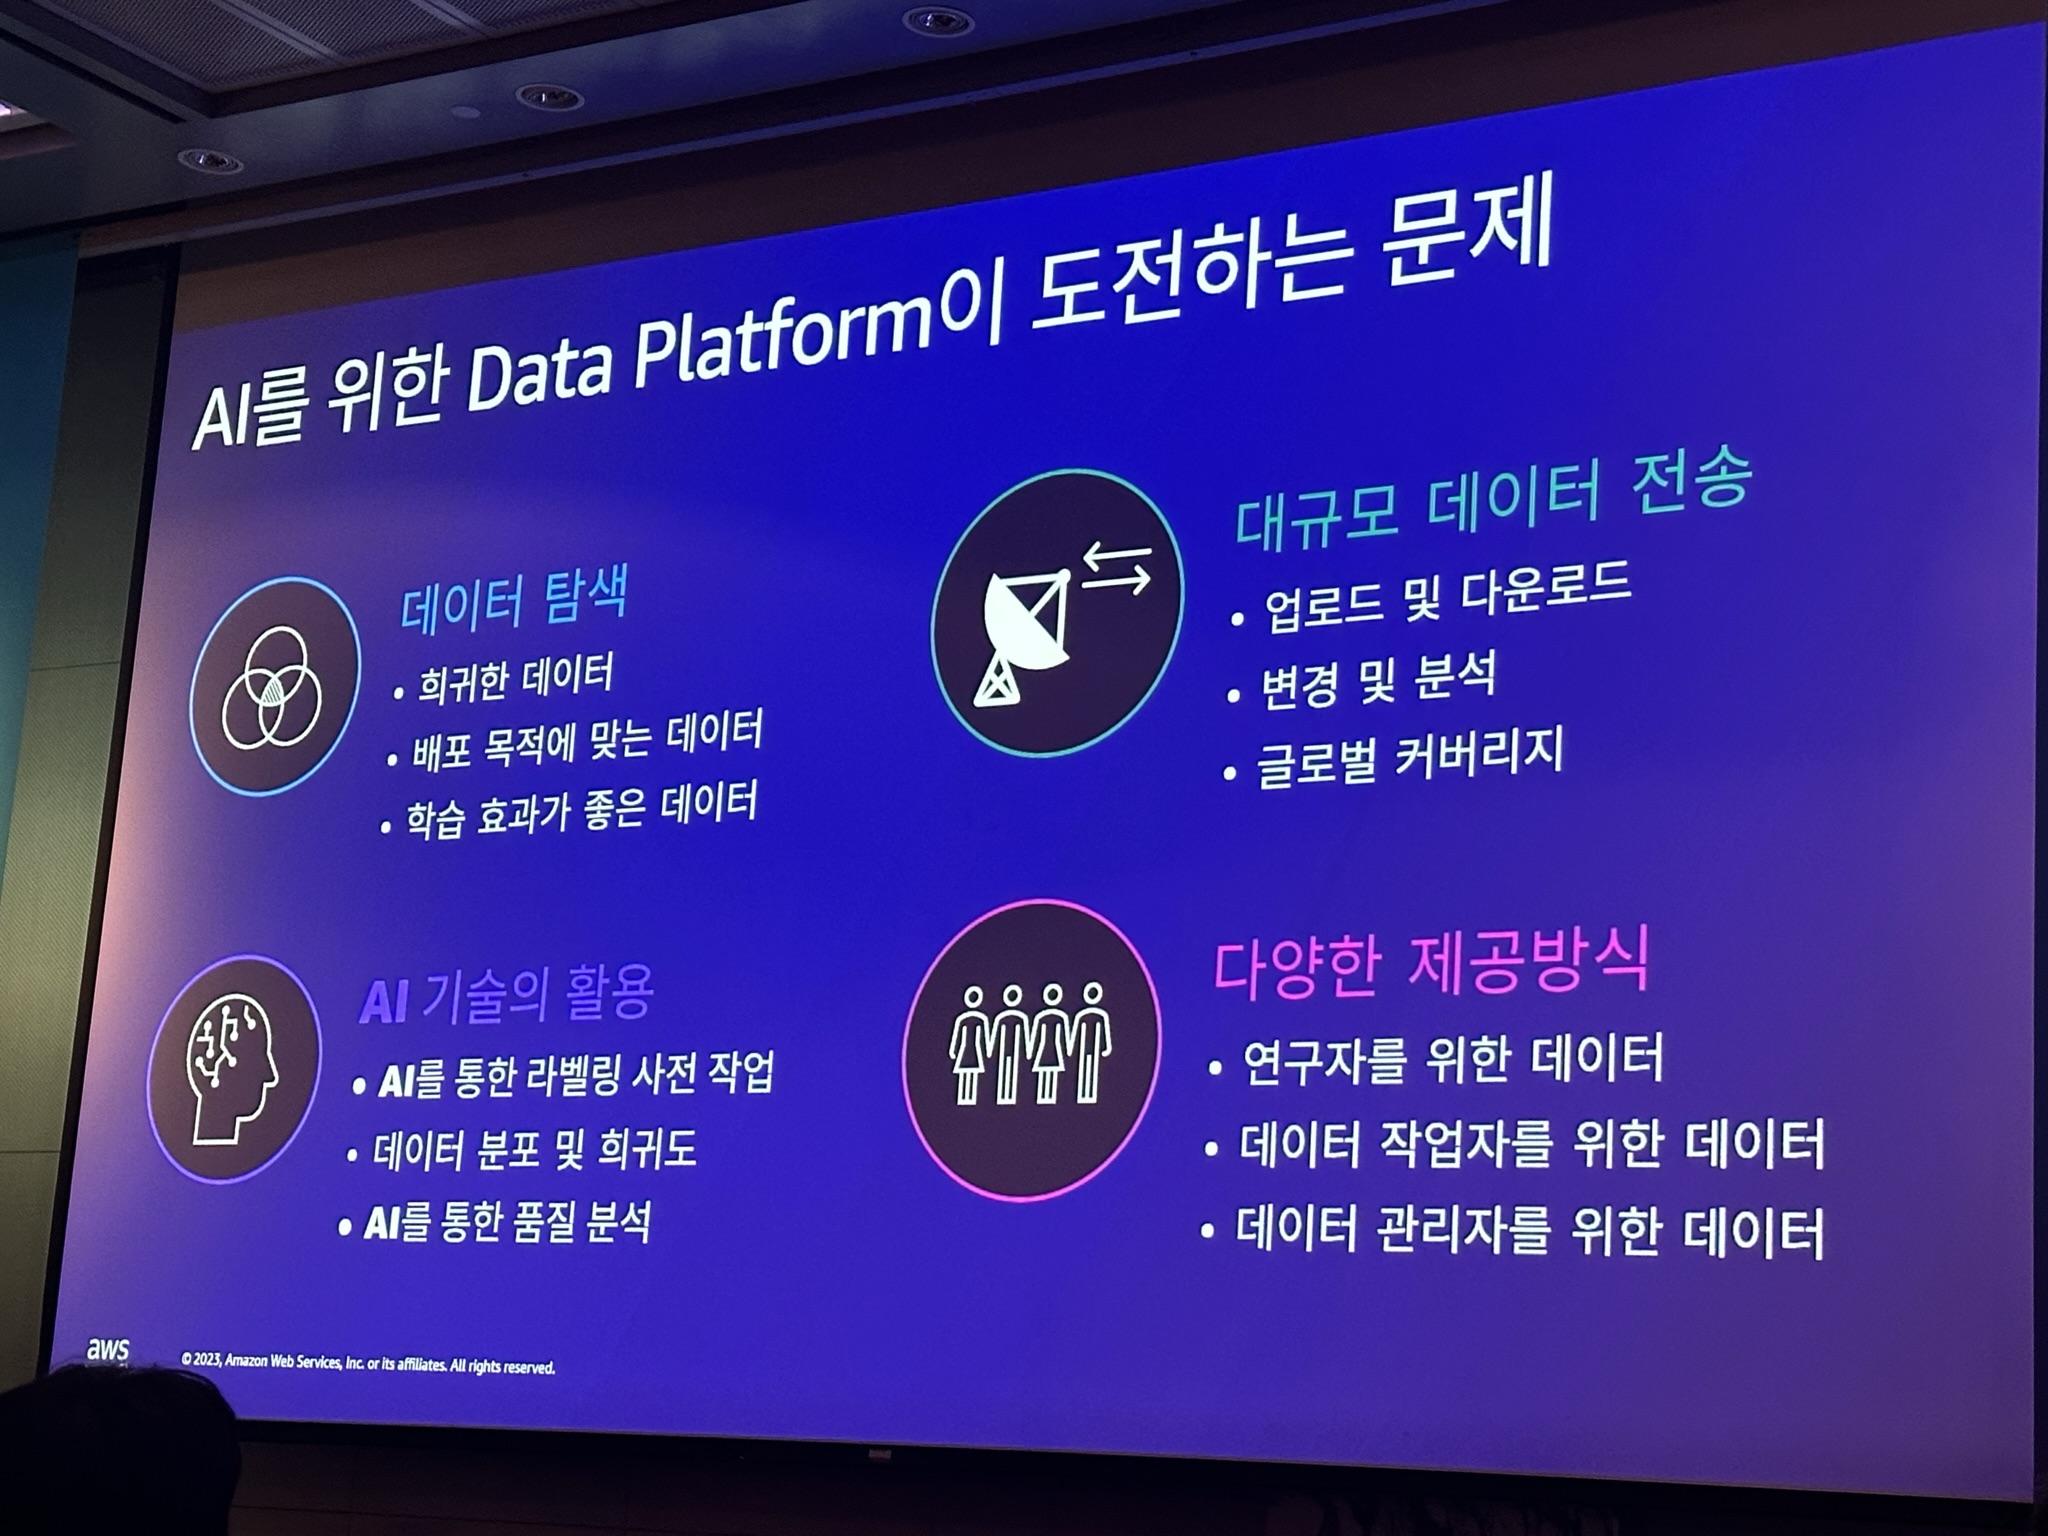 AI를 위한 Data Platform이 도전하는 문제
데이터 탐색
• 희귀한 데이터
• 배포 목적에 맞는 데이터
• 학습 효과가 좋은 데이터
대규모 데이터 전송
• 업로드 및 다운로드
• 변경 및 분석
• 글로벌 커버리지
AI 기술의 활용
• AI를 통한 라벨링 사전 작업
• 데이터 분포 및 희귀도
• AI를 통한 품질 분석
다양한 제공방식
• 연구자를 위한 데이터
• 데이터 작업자를 위한 데이터
• 데이터 관리자를 위한 데이터
aws
© 2023, Amazon Web Services, Inc. or its affiliates. All rights reserved.